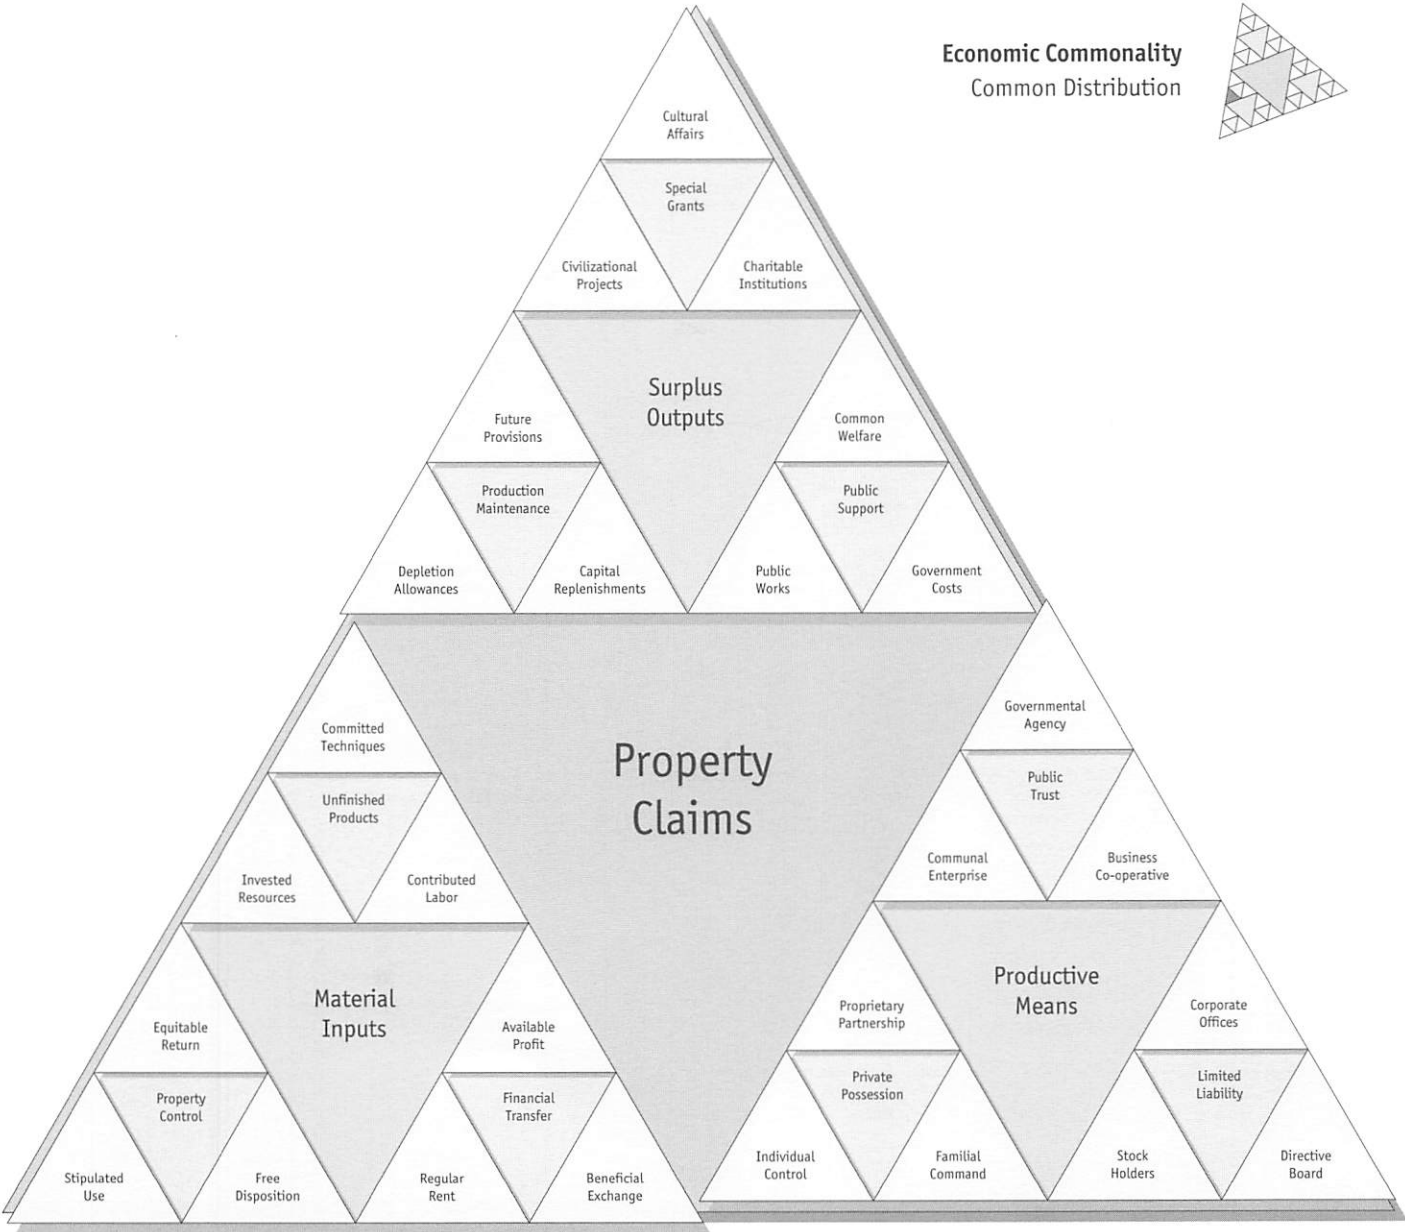 Economic Commonality
Common Distribution
Cultural
Affairs
Special
Grants
Civilizational
Projects
Charitable
Institutions
Surplus
Outputs
Future
Provisions
Common
Welfare
Production
Maintenance
Public
Support
Depletion
Allowances
Capital
Replenishments
Public
Works
Government
Costs
Property
Claims
Committed
Techniques
Unfinished
Products
Invested
Resources
Contributed
Labor
Material
Inputs
Equitable
Return
Available
Profit
Property
Control
Financial
Transfer
Stipulated
Use
Free
Disposition
Regular
Rent
Beneficial
Exchange
Governmental
Agency
Public
Trust
Communal
Enterprise
Business
Co-operative
Productive
Means
Proprietary
Partnership
Corporate
Offices
Private
Possession
Limited
Liability
Individual
Control
Familial
Command
Stock
Holders
Directive
Board